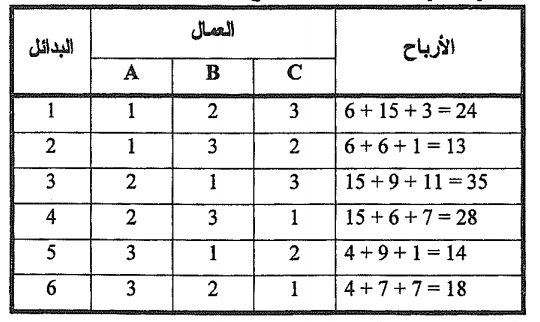 البدائل العمال الأرباح
A B C
1 1 2 3 6 + 15 + 3 = 24
2 1 3 2 6 + 6 + 1 = 13
3 2 1 3 15 + 9 + 11 = 35
4 2 3 1 15 + 6 + 7 = 28
5 3 1 2 4 + 9 + 1 = 14
6 3 2 1 4 + 7 + 7 = 18